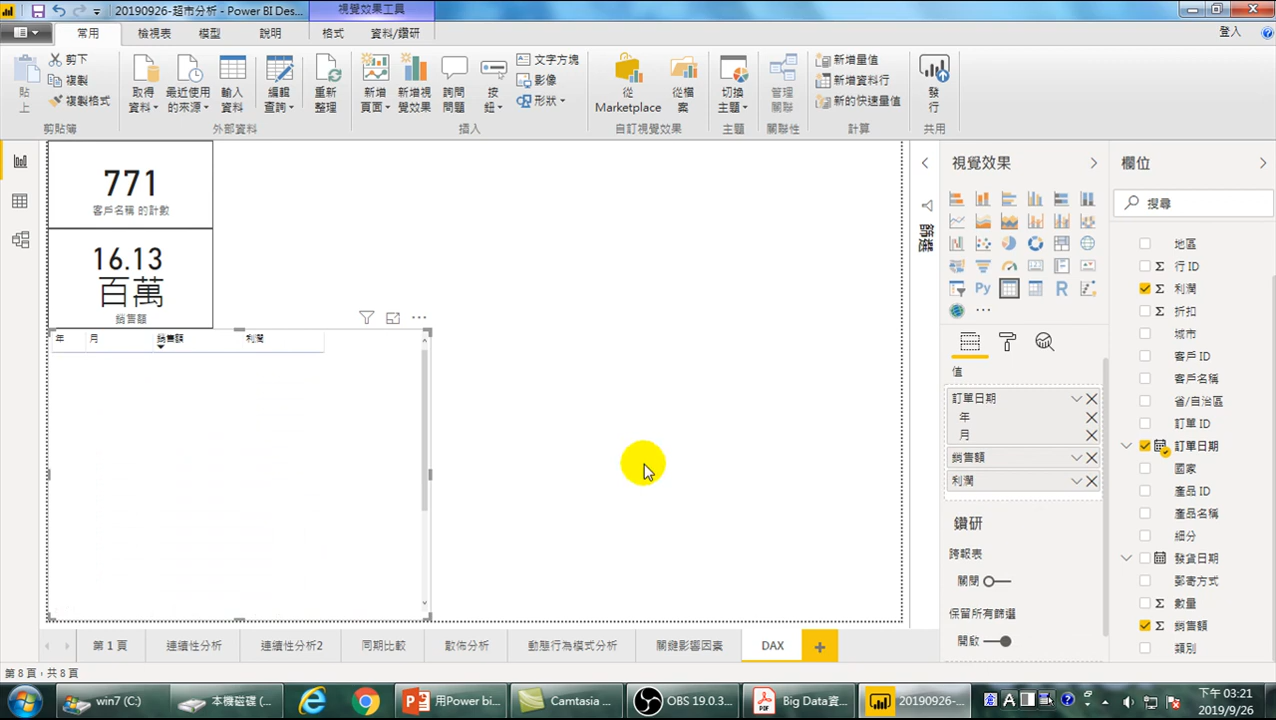 20190926-超市分析 - Power BI Des...
視覺效果工具
常用
檢視表
模型
說明
格式
資料/鑽研
登入
貼上
剪下
複製
複製格式
剪貼簿
取得資料
最近使用的來源
輸入資料
編輯查詢
重新整理
外部資料
新增頁面
新增視覺效果
詢問問題
按鈕
文字方塊
影像
形狀
插入
從 Marketplace
從檔案
自訂視覺效果
切換主題
主題
管理關聯
關聯性
新增量值
新增資料行
新的快速量值
計算
發行
共用
771
客戶名稱 的計數
16.13
百萬
銷售額
年 月 銷售額 利潤
篩選
視覺效果
Py
R
值
訂單日期
年
月
銷售額
利潤
鑽研
跨報表
關閉
保留所有篩選
開啟
欄位
搜尋
地區
行 ID
利潤
折扣
城市
客戶 ID
客戶名稱
省/自治區
訂單 ID
訂單日期
國家
產品 ID
產品名稱
細分
發貨日期
郵寄方式
數量
銷售額
類別
第 1 頁
連續性分析
連續性分析2
同期比較
散布分析
動態行為模式分析
關鍵影響因素
DAX
第 8 頁，共 8 頁
win7 (C:)
本機磁碟 (...
用Power bi...
Camtasia ...
OBS 19.0.3...
Big Data資...
20190926-...
下午 03:21
2019/9/26